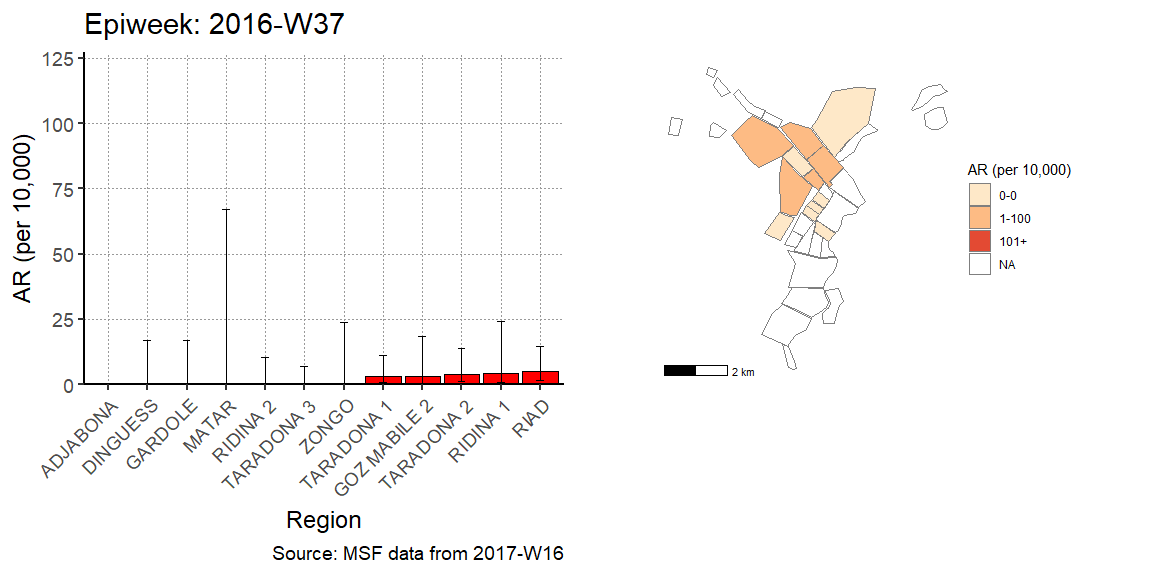 Epiweek: 2016-W37
AR (per 10,000)
125
100
75
50
25
0
ADJABONA
DINGUESS
GARDOLE
MATAR
RIDINA 2
TARADONA 3
ZONGO
TARADONA 1
GOZ MABILE 2
TARADONA 2
RIDINA 1
RIAD
Region
Source: MSF data from 2017-W16
2 km
AR (per 10,000)
0-0
1-100
101+
NA